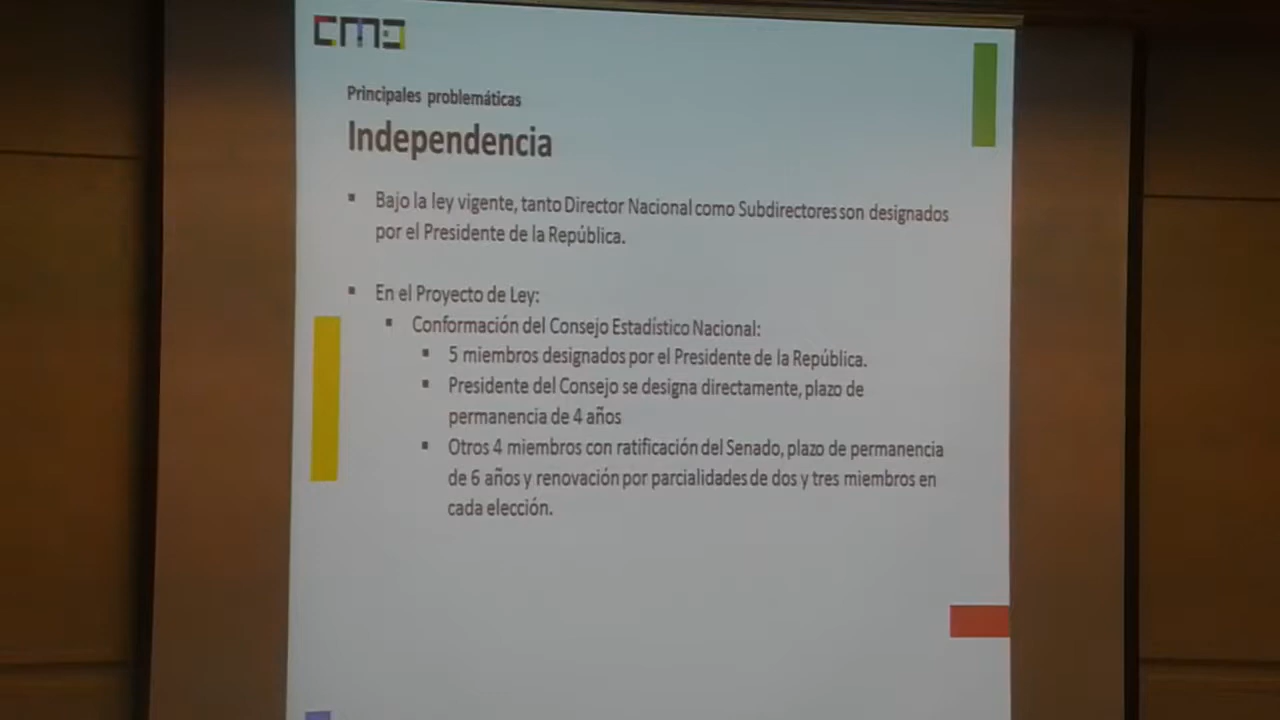 Principales problemáticas
Independencia
▪ Bajo la ley vigente, tanto Director Nacional como Subdirectores son designados
por el Presidente de la República.
▪ En el Proyecto de Ley:
▪ Conformación del Consejo Estadístico Nacional:
▪ 5 miembros designados por el Presidente de la República.
▪ Presidente del Consejo se designa directamente, plazo de
permanencia de 4 años
▪ Otros 4 miembros con ratificación del Senado, plazo de permanencia
de 6 años y renovación por parcialidades de dos y tres miembros en
cada elección.